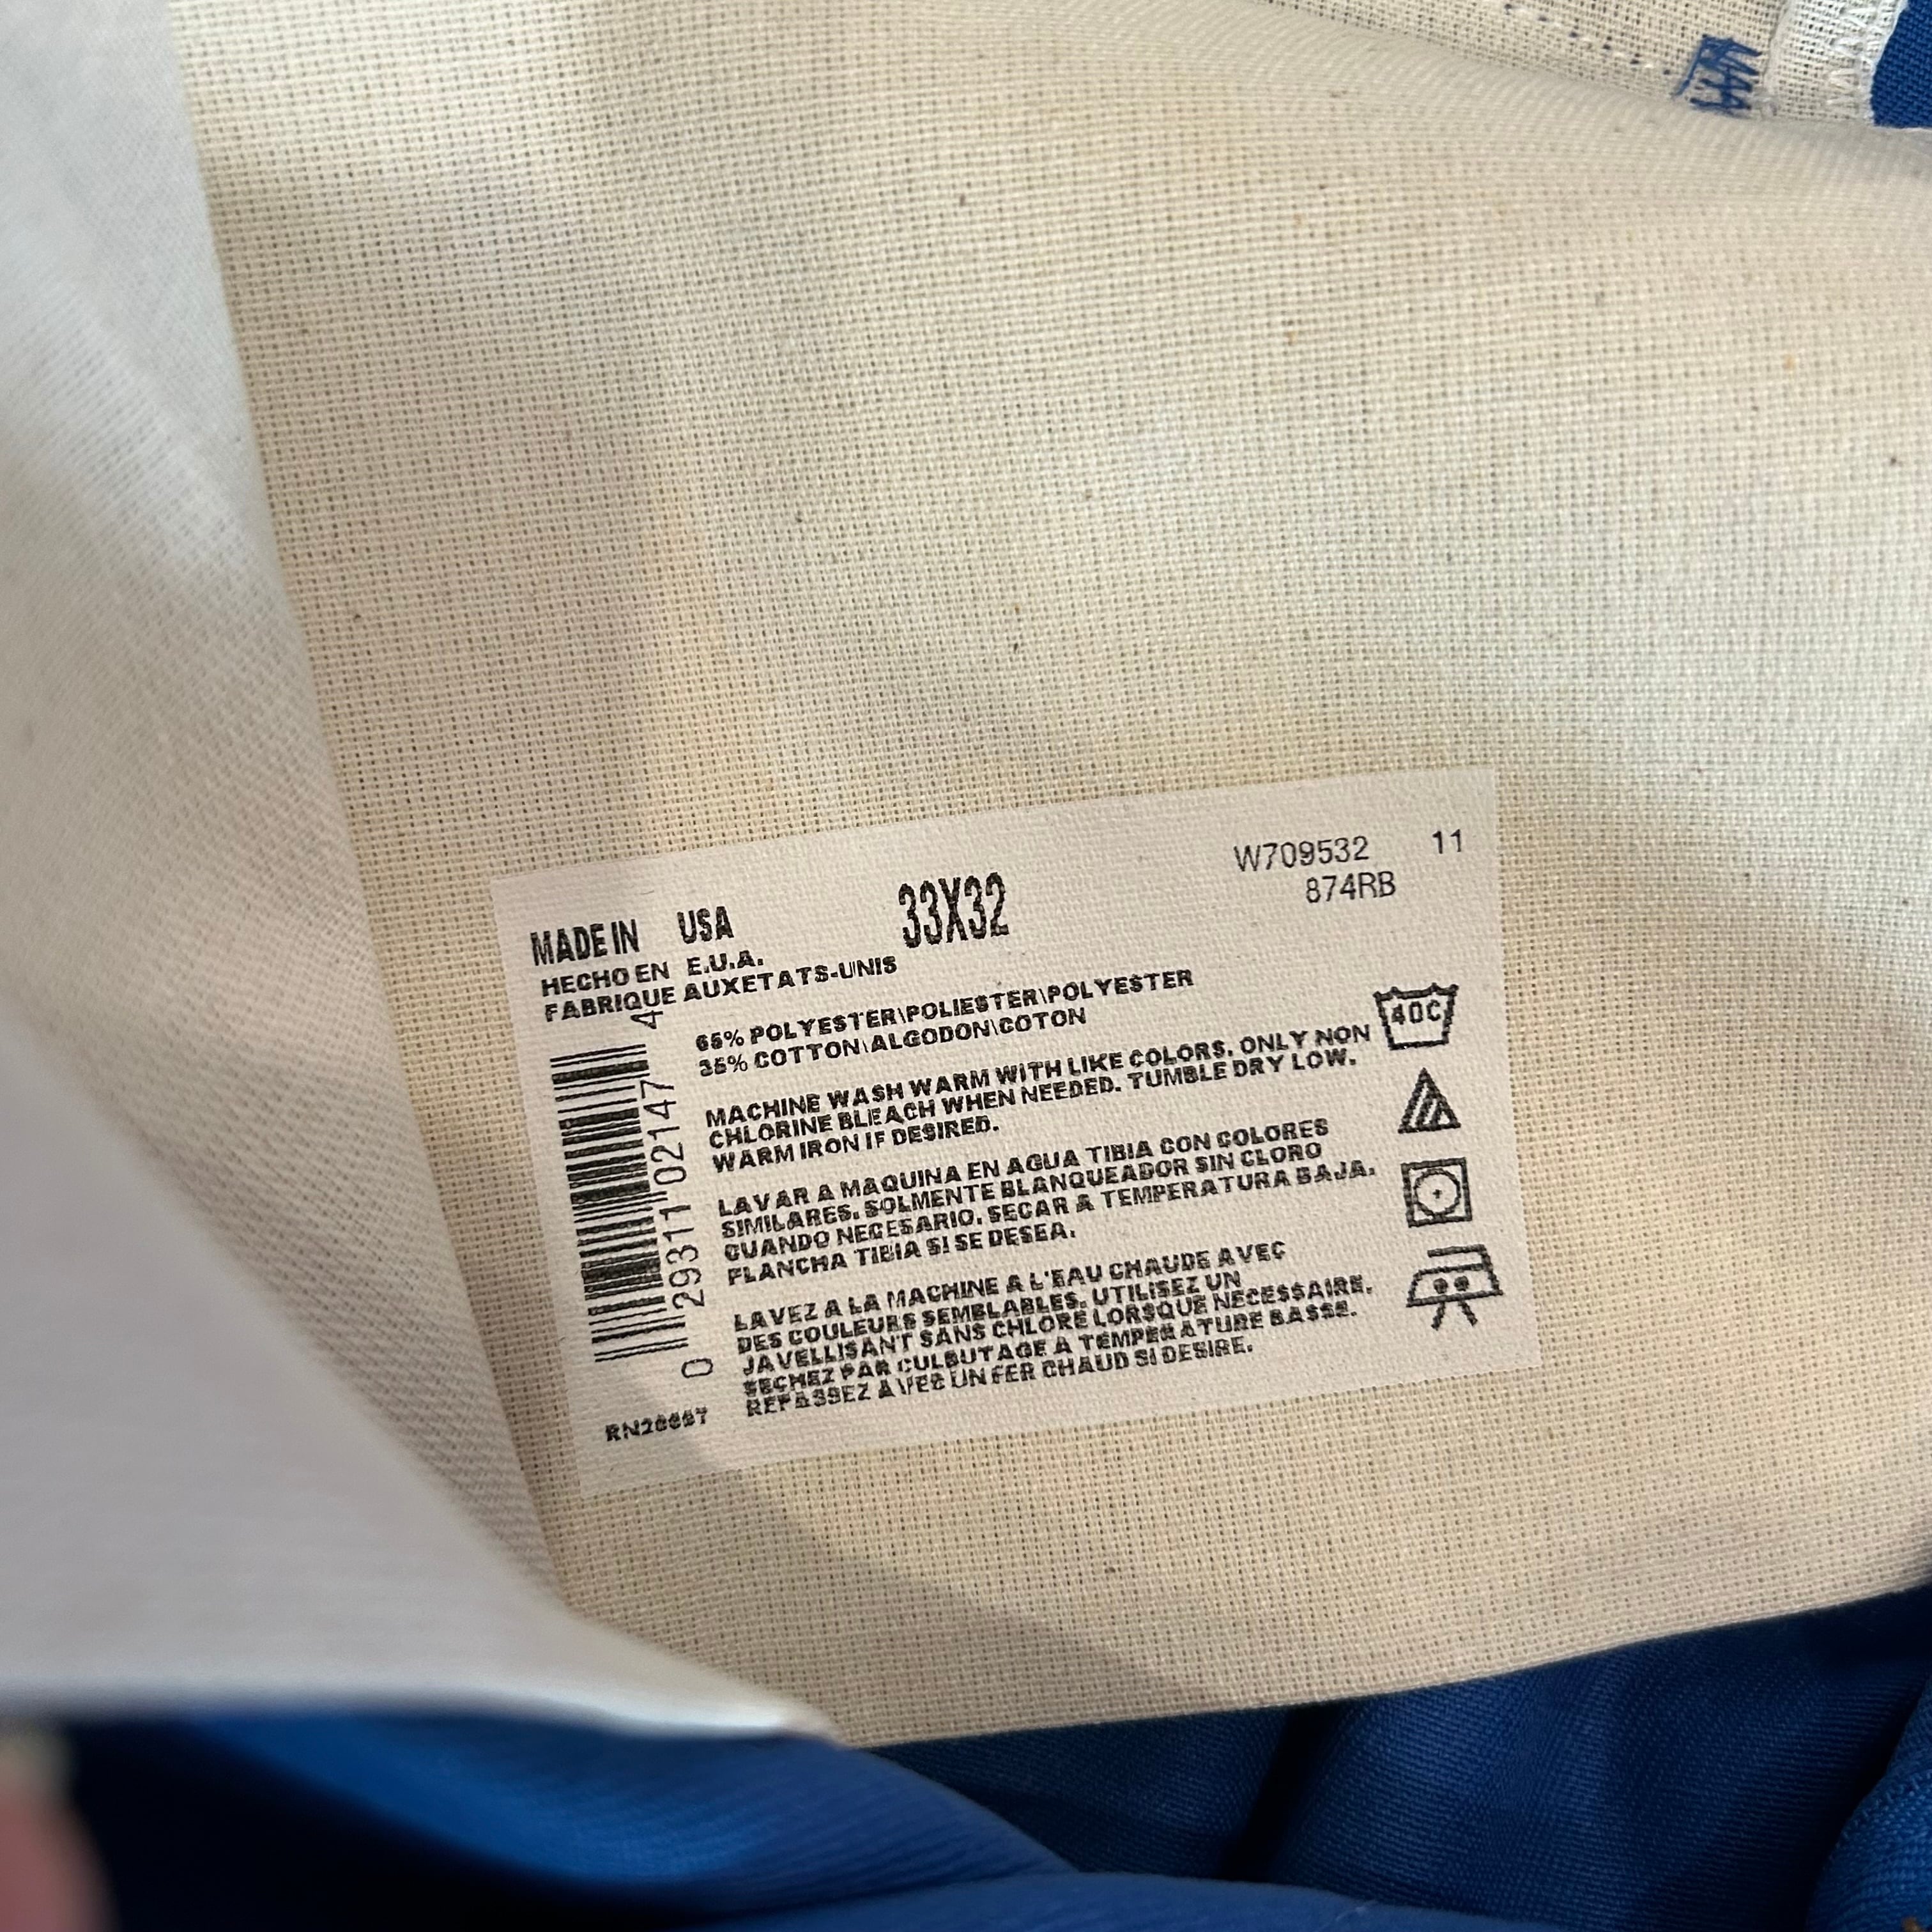 W709532 11
874RB
33X32
MADE IN USA
HECHO EN E.U.A.
FABRIQUE AUXETATS-UNIS
65% POLYESTER\POLIESTER\POLYESTER
35% COTTON\ALGODON\COTON
40C
MACHINE WASH WARM WITH LIKE COLORS. ONLY NON
CHLORINE BLEACH WHEN NEEDED. TUMBLE DRY LOW.
WARM IRON IF DESIRED.
LAVAR A MAQUINA EN AGUA TIBIA CON COLORES
SIMILARES. SOLMENTE BLANQUEADOR SIN CLORO
CUANDO NECESARIO. SECAR A TEMPERATURA BAJA.
PLANCHA TIBIA SI SE DESEA.
LAVEZ A LA MACHINE A L'EAU CHAUDE AVEC
DES COULEURS SEMBLABLES. UTILISEZ UN
JAVELLISANT SANS CHLORE LORSQUE NECESSAIRE.
SECHEZ PAR CULBUTAGE A TEMPERATURE BASSE.
REPASSEZ AVEC UN FER CHAUD SI DESIRE.
0 29311 02147 4